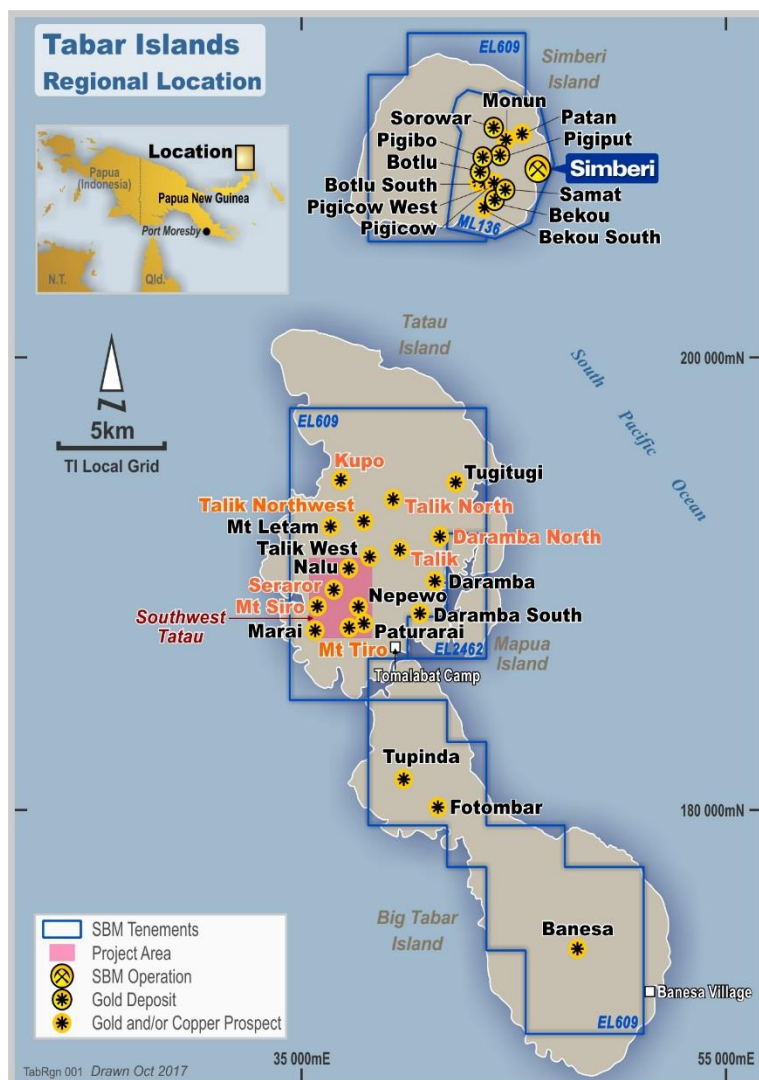 Tabar Islands
Regional Location
EL609
Simberi
Island
Monun
Sorowar
Patan
Pigibo
Pigiput
Botlu
Simberi
Botlu South
Samat
Pigicow West
Bekou
Pigicow
ML136
Bekou South
Location
Papua
(Indonesia)
Papua New Guinea
Port Moresby
N.T.
Qld.
Tatau
Island
South Pacific Ocean
200 000mN
N
5km
TI Local Grid
EL609
Kupo
Tugitugi
Talik Northwest
Talik North
Mt Letam
Daramba North
Talik West
Talik
Nalu
Daramba
Seraror
Nepewo
Mt Siro
Daramba South
Southwest
Tatau
Marai
Paturarai
Mapua
Island
Mt Tiro
EL2462
Tomalabat Camp
Tupinda
Fotombar
180 000mN
Big Tabar
Island
Banesa
Banesa Village
EL609
SBM Tenements
Project Area
SBM Operation
Gold Deposit
Gold and/or Copper Prospect
TabRgn 001 Drawn Oct 2017
35 000mE
55 000mE